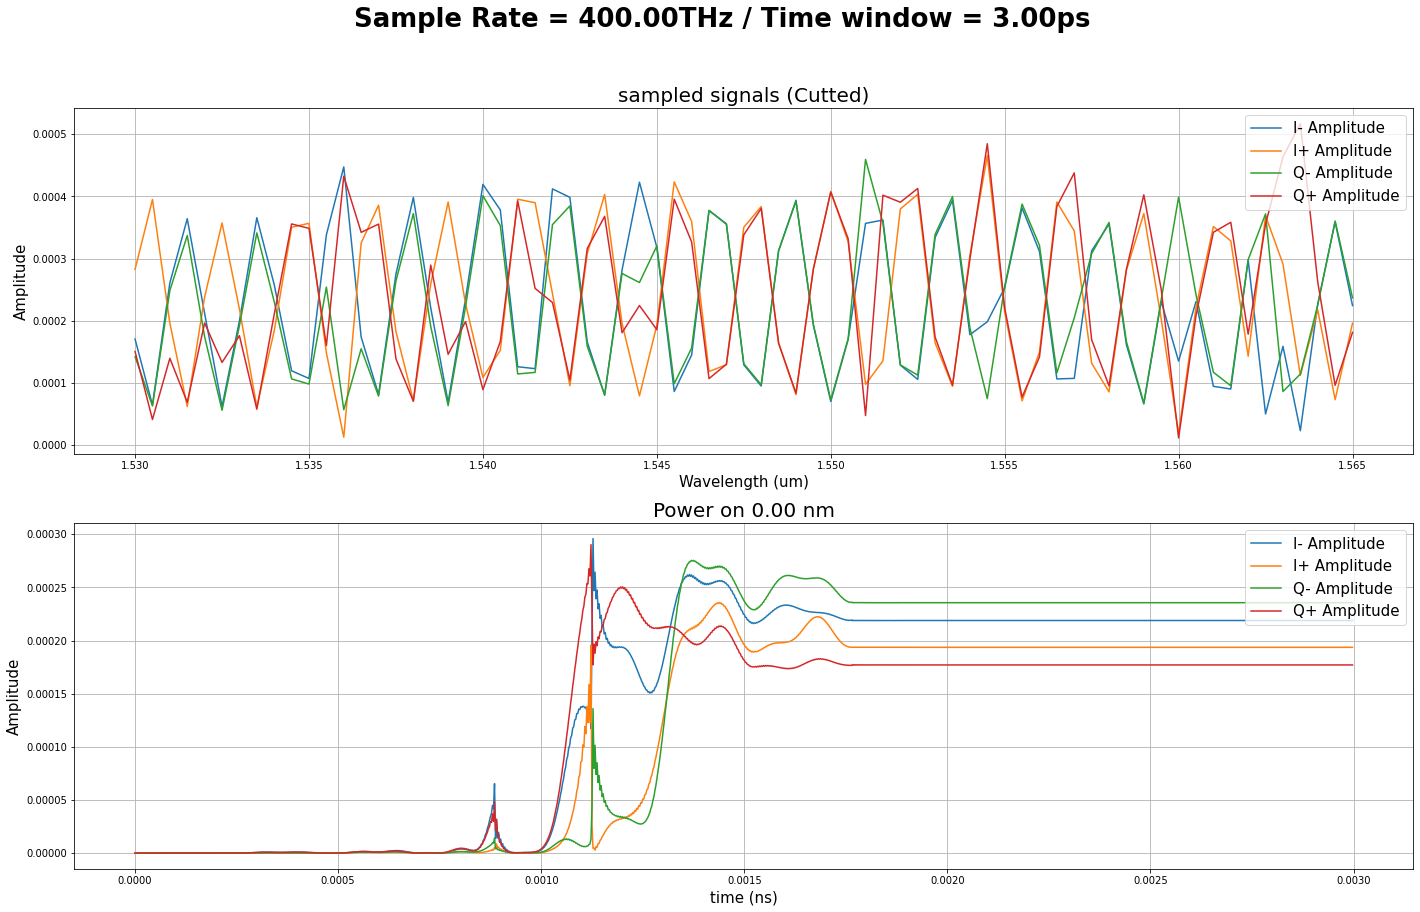 Sample Rate = 400.00THz / Time window = 3.00ps
sampled signals (Cutted)
I- Amplitude
I+ Amplitude
Q- Amplitude
Q+ Amplitude
Amplitude
0.0005
0.0004
0.0003
0.0002
0.0001
0.0000
1.530 1.535 1.540 1.545 1.550 1.555 1.560 1.565
Wavelength (um)
Power on 0.00 nm
I- Amplitude
I+ Amplitude
Q- Amplitude
Q+ Amplitude
Amplitude
0.00030
0.00025
0.00020
0.00015
0.00010
0.00005
0.00000
0.0000 0.0005 0.0010 0.0015 0.0020 0.0025 0.0030
time (ns)